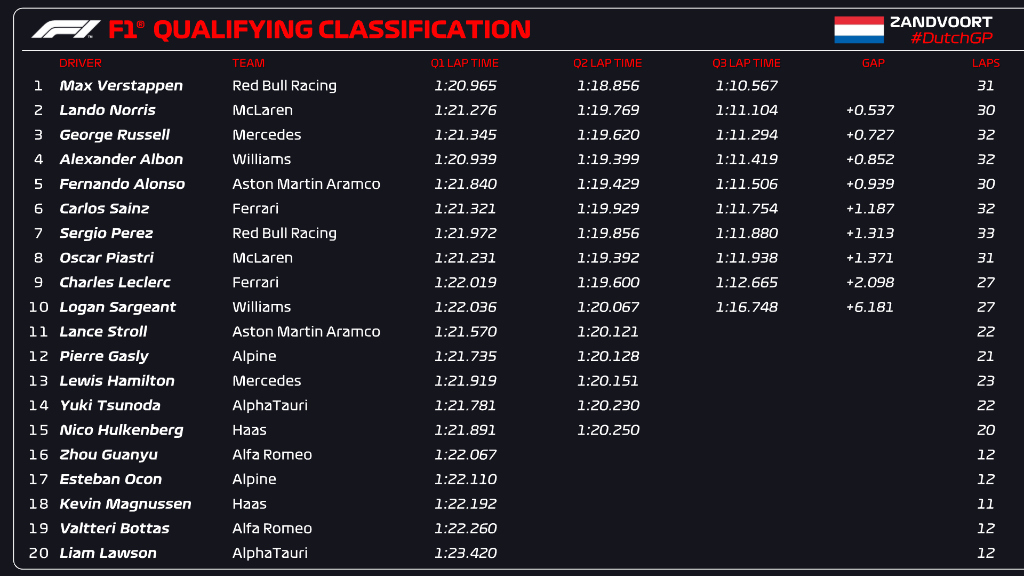 F1® QUALIFYING CLASSIFICATION
ZANDVOORT
#DutchGP
DRIVER TEAM Q1 LAP TIME Q2 LAP TIME Q3 LAP TIME GAP LAPS
1 Max Verstappen Red Bull Racing 1:20.965 1:18.856 1:10.567 31
2 Lando Norris McLaren 1:21.276 1:19.769 1:11.104 +0.537 30
3 George Russell Mercedes 1:21.345 1:19.620 1:11.294 +0.727 32
4 Alexander Albon Williams 1:20.939 1:19.399 1:11.419 +0.852 32
5 Fernando Alonso Aston Martin Aramco 1:21.840 1:19.429 1:11.506 +0.939 30
6 Carlos Sainz Ferrari 1:21.321 1:19.929 1:11.754 +1.187 32
7 Sergio Perez Red Bull Racing 1:21.972 1:19.856 1:11.880 +1.313 33
8 Oscar Piastri McLaren 1:21.231 1:19.392 1:11.938 +1.371 31
9 Charles Leclerc Ferrari 1:22.019 1:19.600 1:12.665 +2.098 27
10 Logan Sargeant Williams 1:22.036 1:20.067 1:16.748 +6.181 27
11 Lance Stroll Aston Martin Aramco 1:21.570 1:20.121 22
12 Pierre Gasly Alpine 1:21.735 1:20.128 21
13 Lewis Hamilton Mercedes 1:21.919 1:20.151 23
14 Yuki Tsunoda AlphaTauri 1:21.781 1:20.230 22
15 Nico Hulkenberg Haas 1:21.891 1:20.250 20
16 Zhou Guanyu Alfa Romeo 1:22.067 12
17 Esteban Ocon Alpine 1:22.110 12
18 Kevin Magnussen Haas 1:22.192 11
19 Valtteri Bottas Alfa Romeo 1:22.260 12
20 Liam Lawson AlphaTauri 1:23.420 12